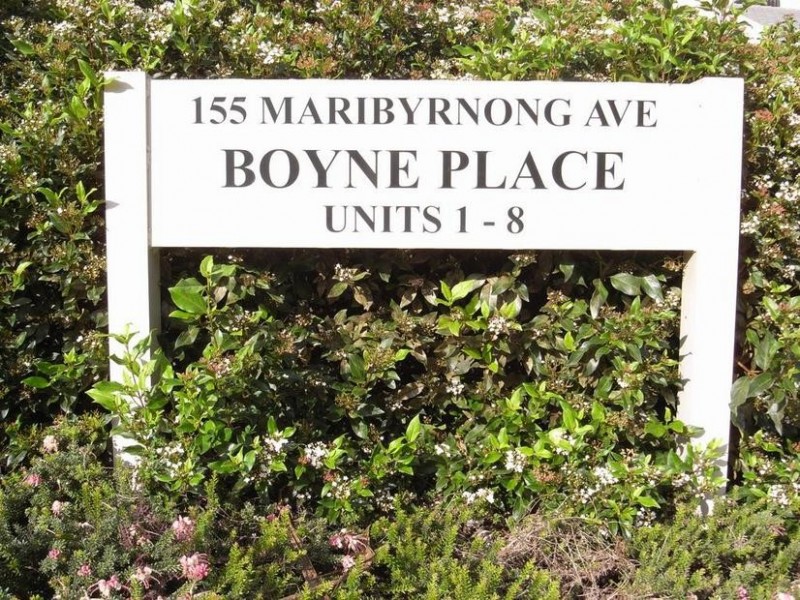 155 MARIBYRNONG AVE
BOYNE PLACE
UNITS 1 - 8